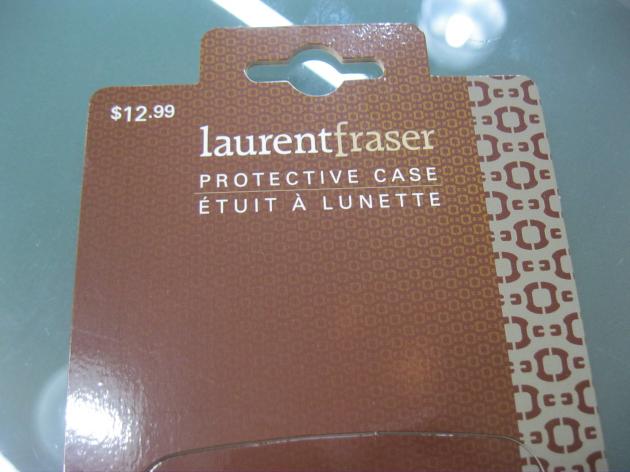 $12.99
laurentfraser
PROTECTIVE CASE
ÉTUIT À LUNETTE